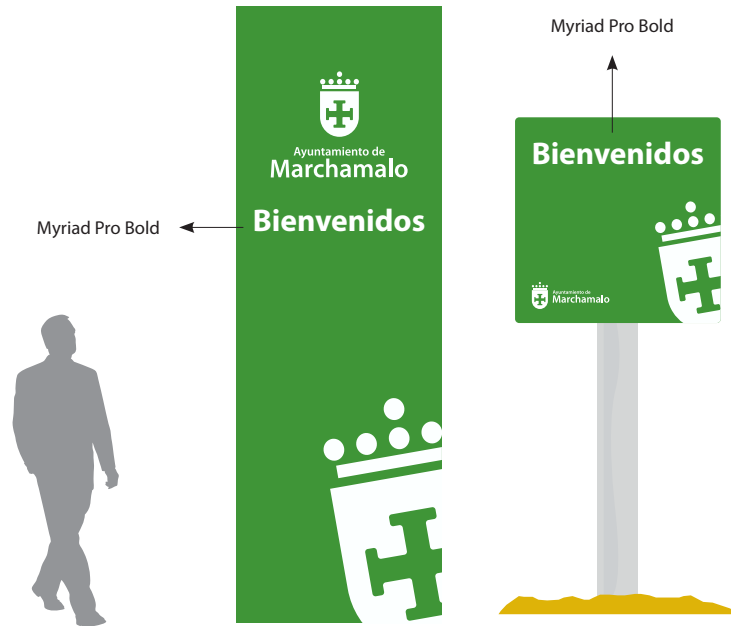 Myriad Pro Bold
Ayuntamiento de
Marchamalo
Bienvenidos
Myriad Pro Bold
Bienvenidos
Ayuntamiento de
Marchamalo